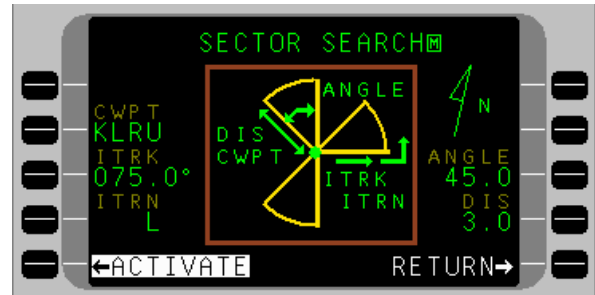 SECTOR SEARCH M
CWPT
KLRU
ITRK
075.0°
ITRN
L
ANGLE
DIS
CWPT
ITRK
ITRN
N
ANGLE
45.0
DIS
3.0
←ACTIVATE
RETURN→